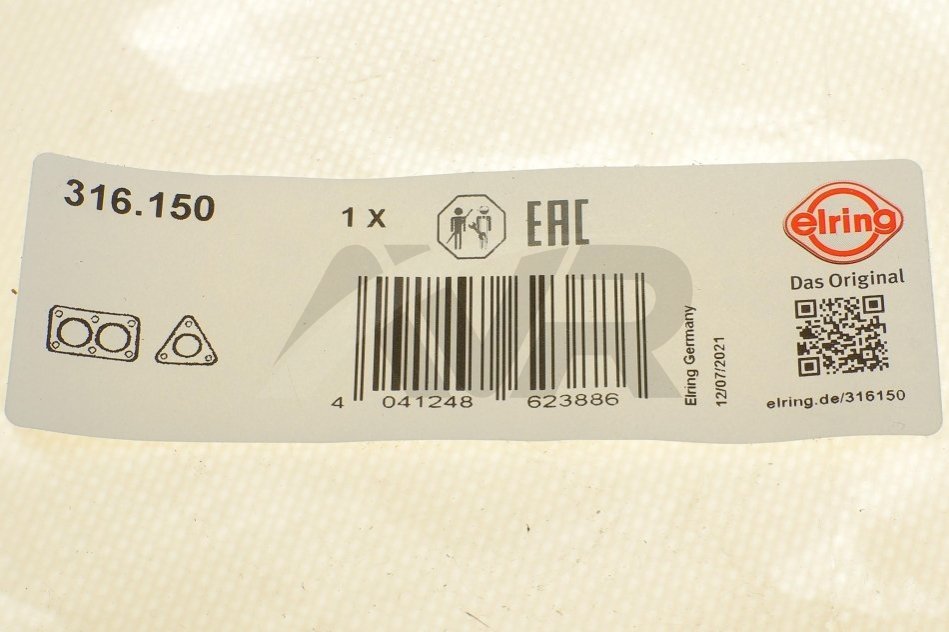 316.150
1 X
EAC
elring
Das Original
elring.de/316150
Elring Germany
12/07/2021
4 041248 623886